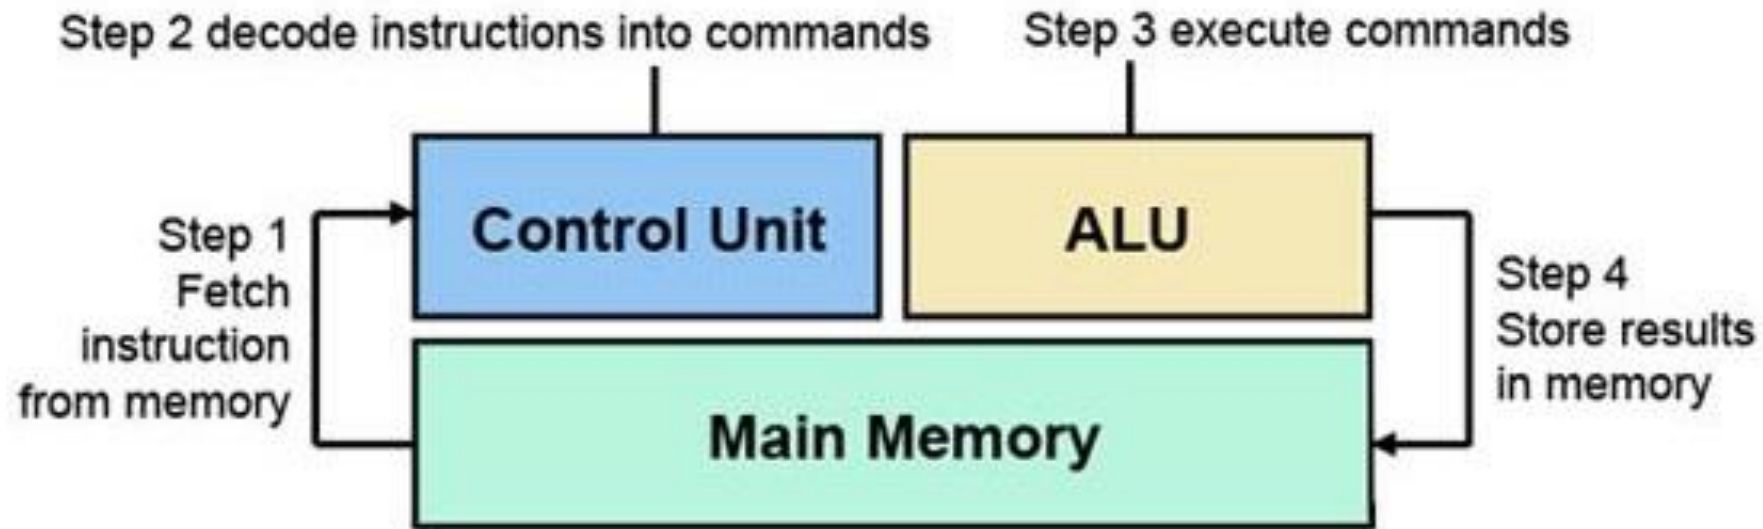 Step 2 decode instructions into commands
Step 3 execute commands
Control Unit
ALU
Step 1
Fetch
instruction
from memory
Step 4
Store results
in memory
Main Memory